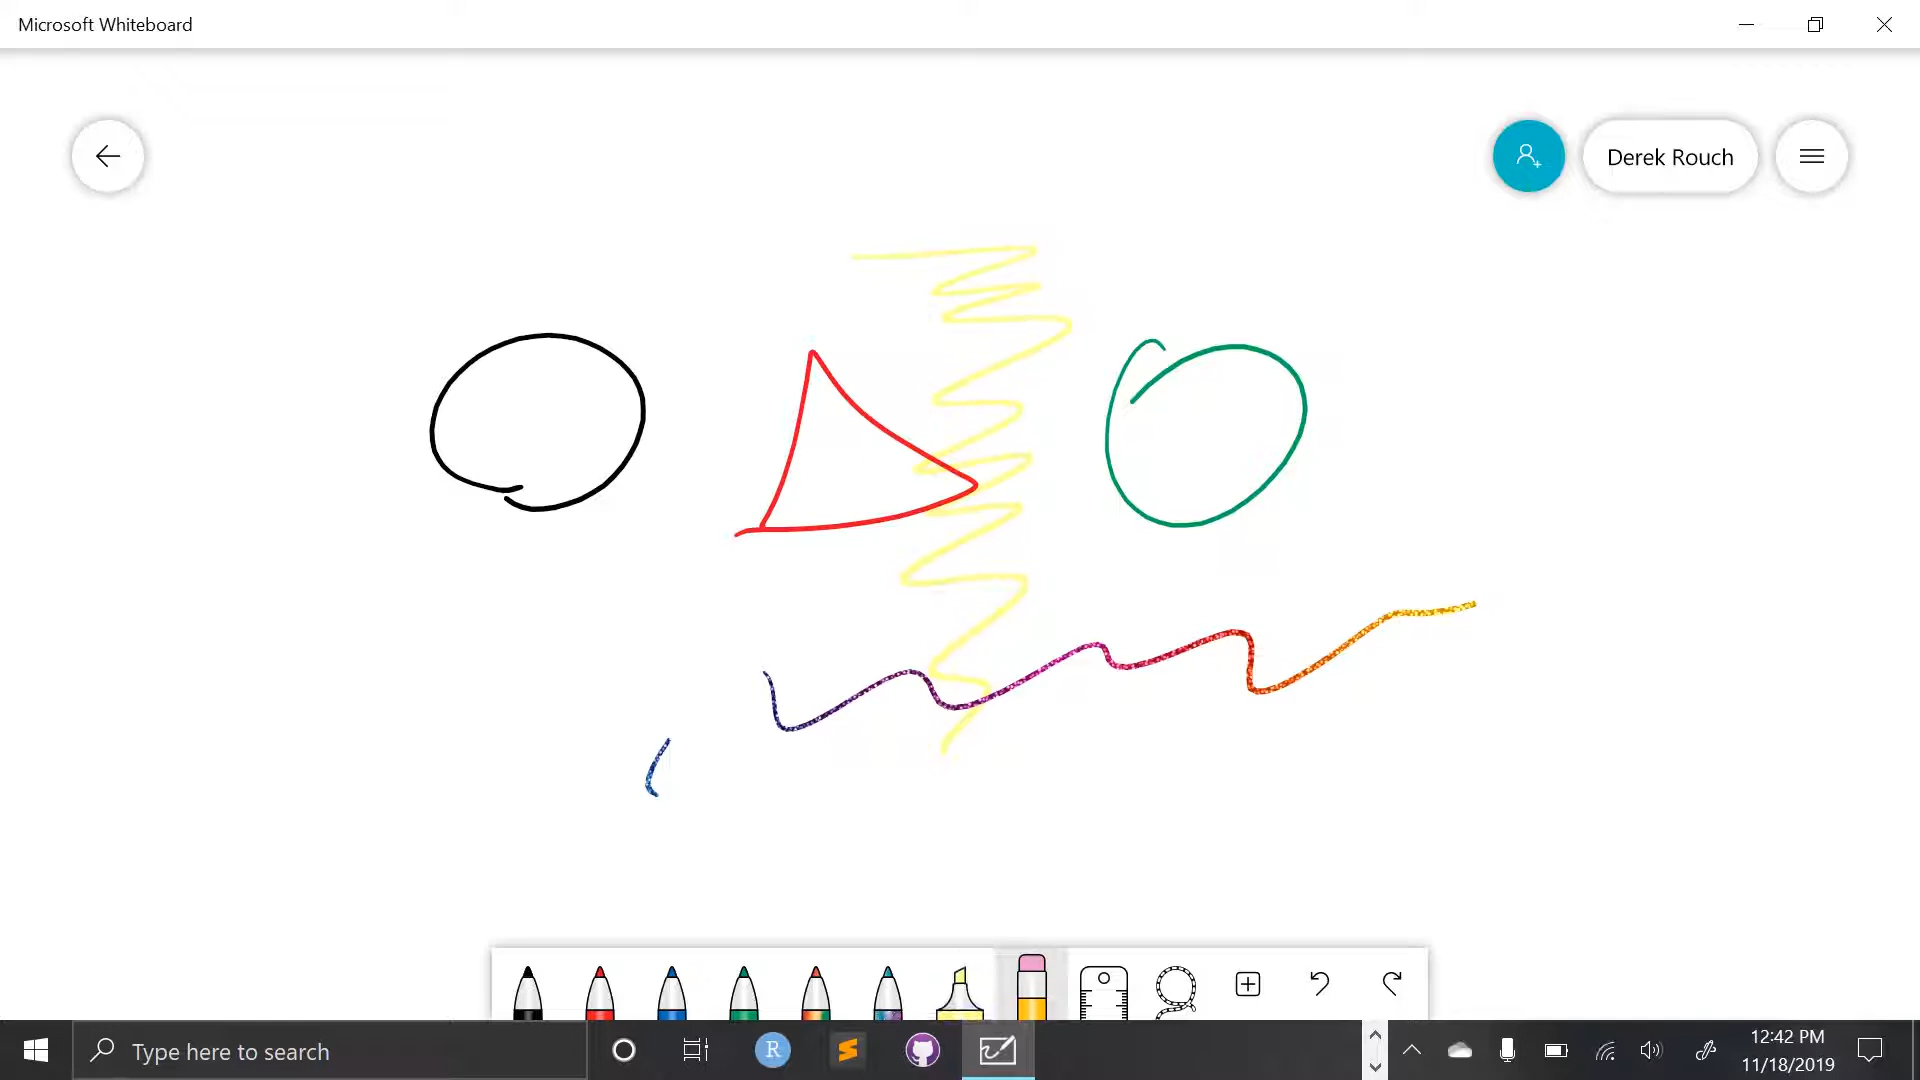 Microsoft Whiteboard
Derek Rouch
R
Type here to search
12:42 PM
11/18/2019